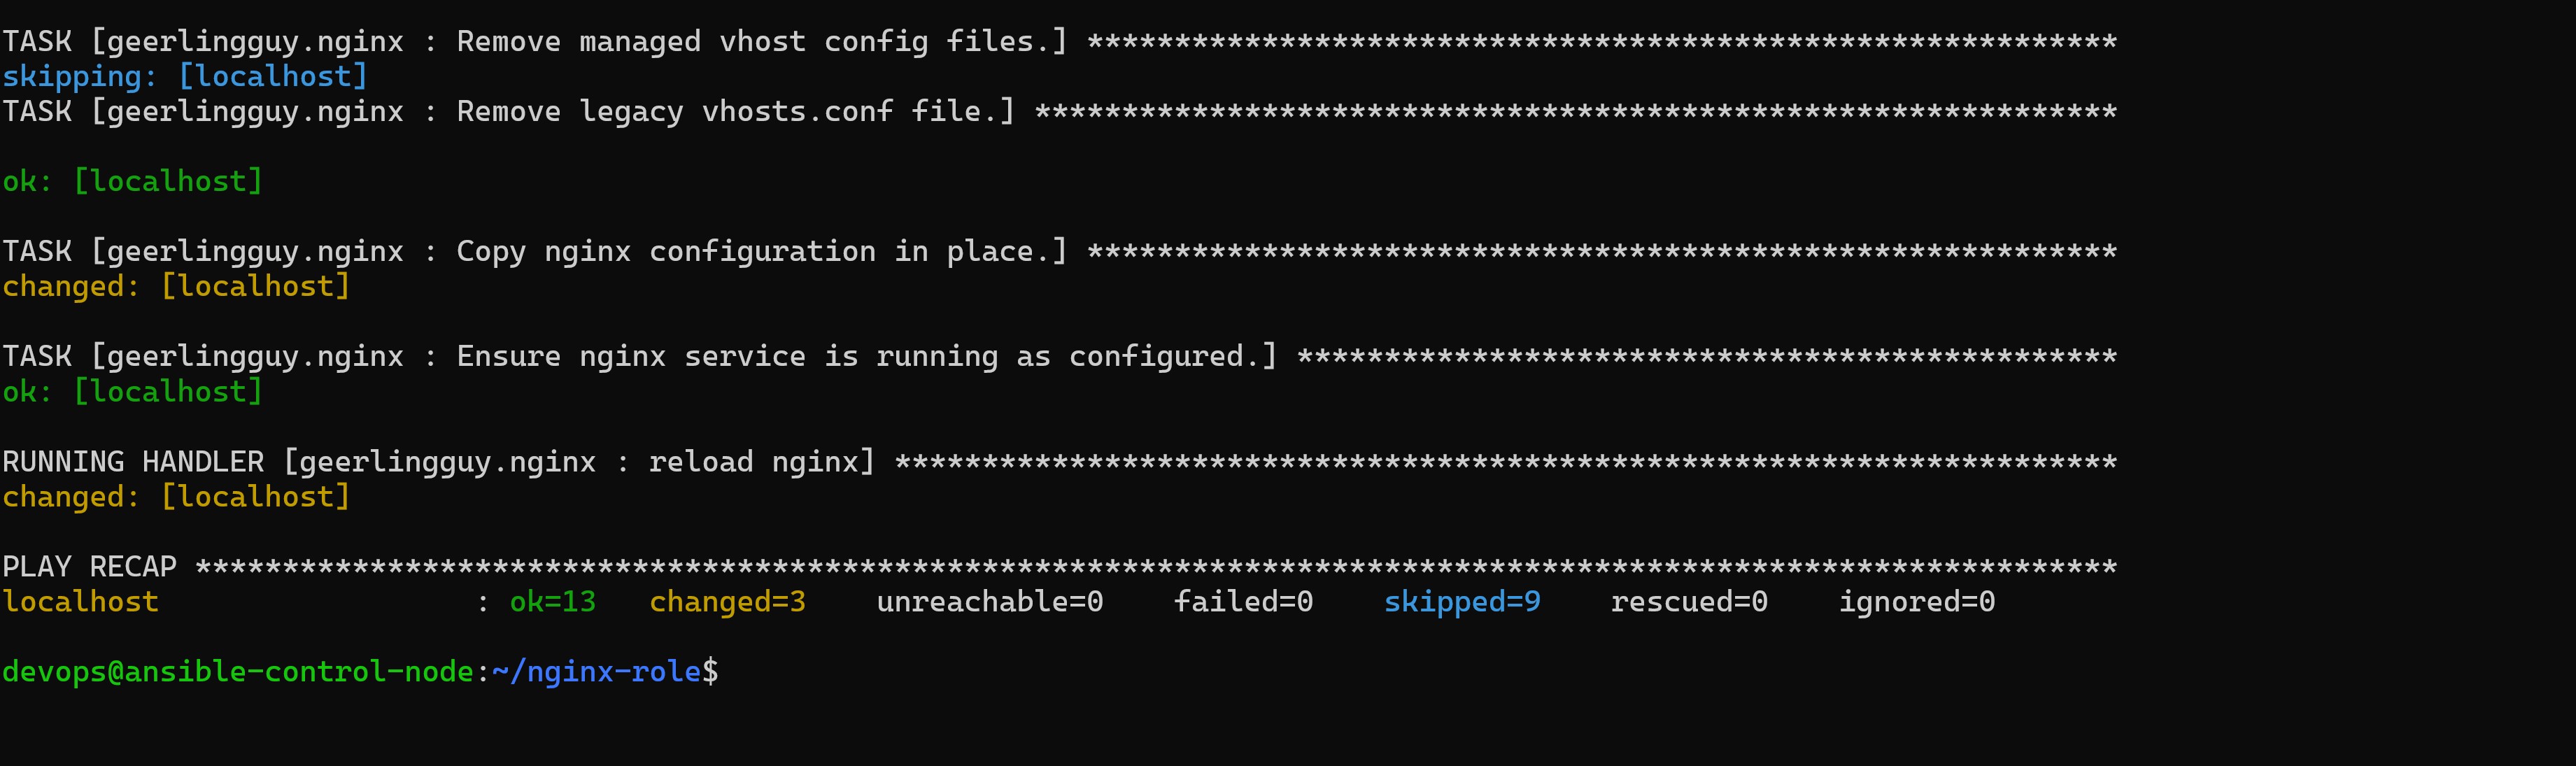 TASK [geerlingguy.nginx : Remove managed vhost config files.] ***********************************************************
skipping: [localhost]
TASK [geerlingguy.nginx : Remove legacy vhosts.conf file.] **************************************************************
ok: [localhost]
TASK [geerlingguy.nginx : Copy nginx configuration in place.] ***********************************************************
changed: [localhost]
TASK [geerlingguy.nginx : Ensure nginx service is running as configured.] ***********************************************
ok: [localhost]
RUNNING HANDLER [geerlingguy.nginx : reload nginx] **********************************************************************
changed: [localhost]
PLAY RECAP **************************************************************************************************************
localhost                  : ok=13   changed=3    unreachable=0    failed=0    skipped=9    rescued=0    ignored=0
devops@ansible-control-node:~/nginx-role$